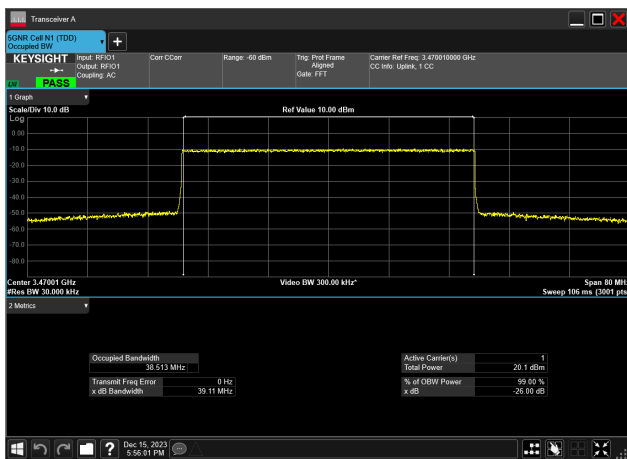 Transceiver A
5GNR Cell N1 (TDD)
Occupied BW
KEYSIGHT
LXI
PASS
Input: RFIO1
Output: RFIO1
Coupling: AC
Corr CCorr
Range: -60 dBm
Trig: Prot Frame
Aligned
Gate: FFT
Carrier Ref Freq: 3.470010000 GHz
CC Info: Uplink, 1 CC
1 Graph
Scale/Div 10.0 dB
Ref Value 10.00 dBm
Log
0.00
-10.0
-20.0
-30.0
-40.0
-50.0
-60.0
-70.0
-80.0
Center 3.47001 GHz
Video BW 300.00 kHz*
Span 80 MHz
#Res BW 30.000 kHz
Sweep 106 ms (3001 pts
2 Metrics
Occupied Bandwidth
38.513 MHz
Transmit Freq Error 0 Hz
x dB Bandwidth 39.11 MHz
Active Carrier(s) 1
Total Power 20.1 dBm
% of OBW Power 99.00 %
x dB -26.00 dB
Dec 15, 2023
5:56:01 PM